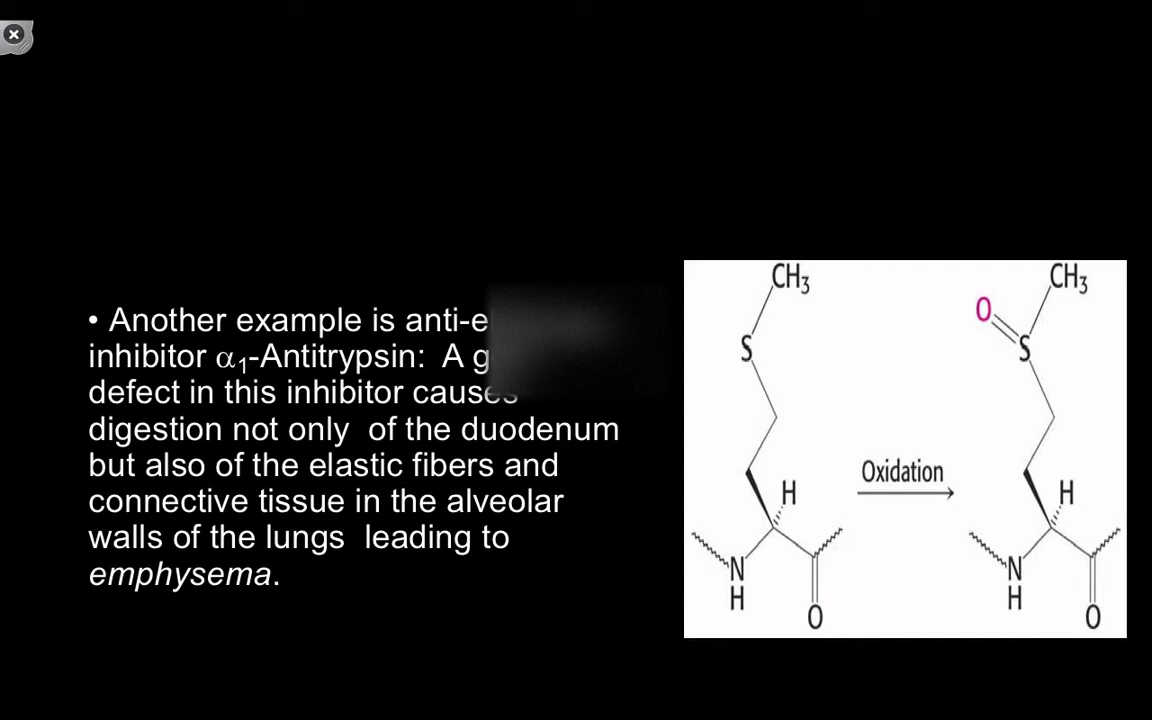 • Another example is anti-e
inhibitor α₁-Antitrypsin: A g
defect in this inhibitor causes
digestion not only of the duodenum
but also of the elastic fibers and
connective tissue in the alveolar
walls of the lungs leading to
emphysema.
CH₃
S
H
N
H
O
Oxidation
CH₃
O
S
H
N
H
O